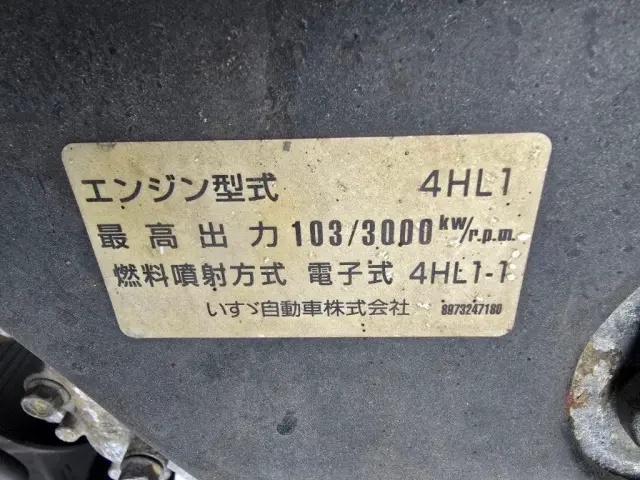 エンジン型式 4HL1
最高出力 103/3000 kW/r.p.m.
燃料噴射方式 電子式 4HL1-1
いすゞ自動車株式会社 8973247180